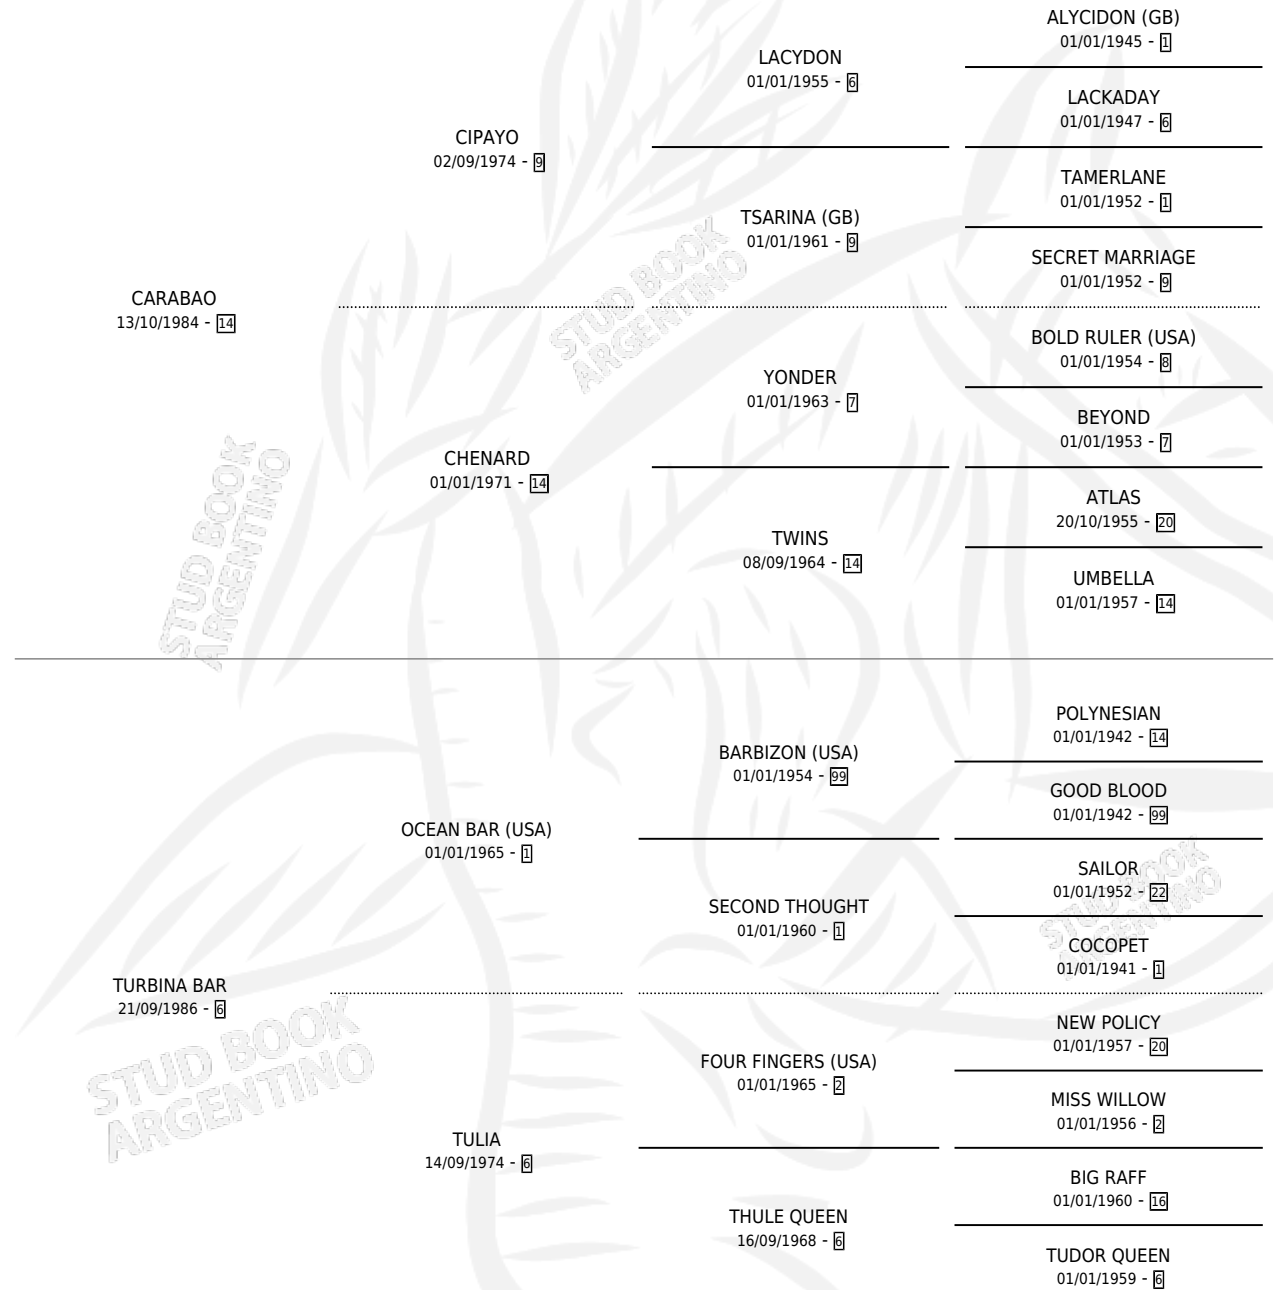 ALYCIDON (GB)
01/01/1945 - 1
LACYDON
01/01/1955 - 6
LACKADAY
01/01/1947 - 6
CIPAYO
02/09/1974 - 9
TAMERLANE
01/01/1952 - 1
TSARINA (GB)
01/01/1961 - 9
SECRET MARRIAGE
01/01/1952 - 9
CARABAO
13/10/1984 - 14
BOLD RULER (USA)
01/01/1954 - 8
YONDER
01/01/1963 - 7
BEYOND
01/01/1953 - 7
CHENARD
01/01/1971 - 14
ATLAS
20/10/1955 - 20
TWINS
08/09/1964 - 14
UMBELLA
01/01/1957 - 14
POLYNESIAN
01/01/1942 - 14
BARBIZON (USA)
01/01/1954 - 99
GOOD BLOOD
01/01/1942 - 99
OCEAN BAR (USA)
01/01/1965 - 1
SAILOR
01/01/1952 - 22
SECOND THOUGHT
01/01/1960 - 1
COCOPET
01/01/1941 - 1
TURBINA BAR
21/09/1986 - 6
NEW POLICY
01/01/1957 - 20
FOUR FINGERS (USA)
01/01/1965 - 2
MISS WILLOW
01/01/1956 - 2
TULIA
14/09/1974 - 6
BIG RAFF
01/01/1960 - 16
THULE QUEEN
16/09/1968 - 6
TUDOR QUEEN
01/01/1959 - 6
STUD BOOK
ARGENTINO
STUD BOOK
ARGENTINO
STUD BOOK
ARGENTINO
STUD BOOK
ARGENTINO